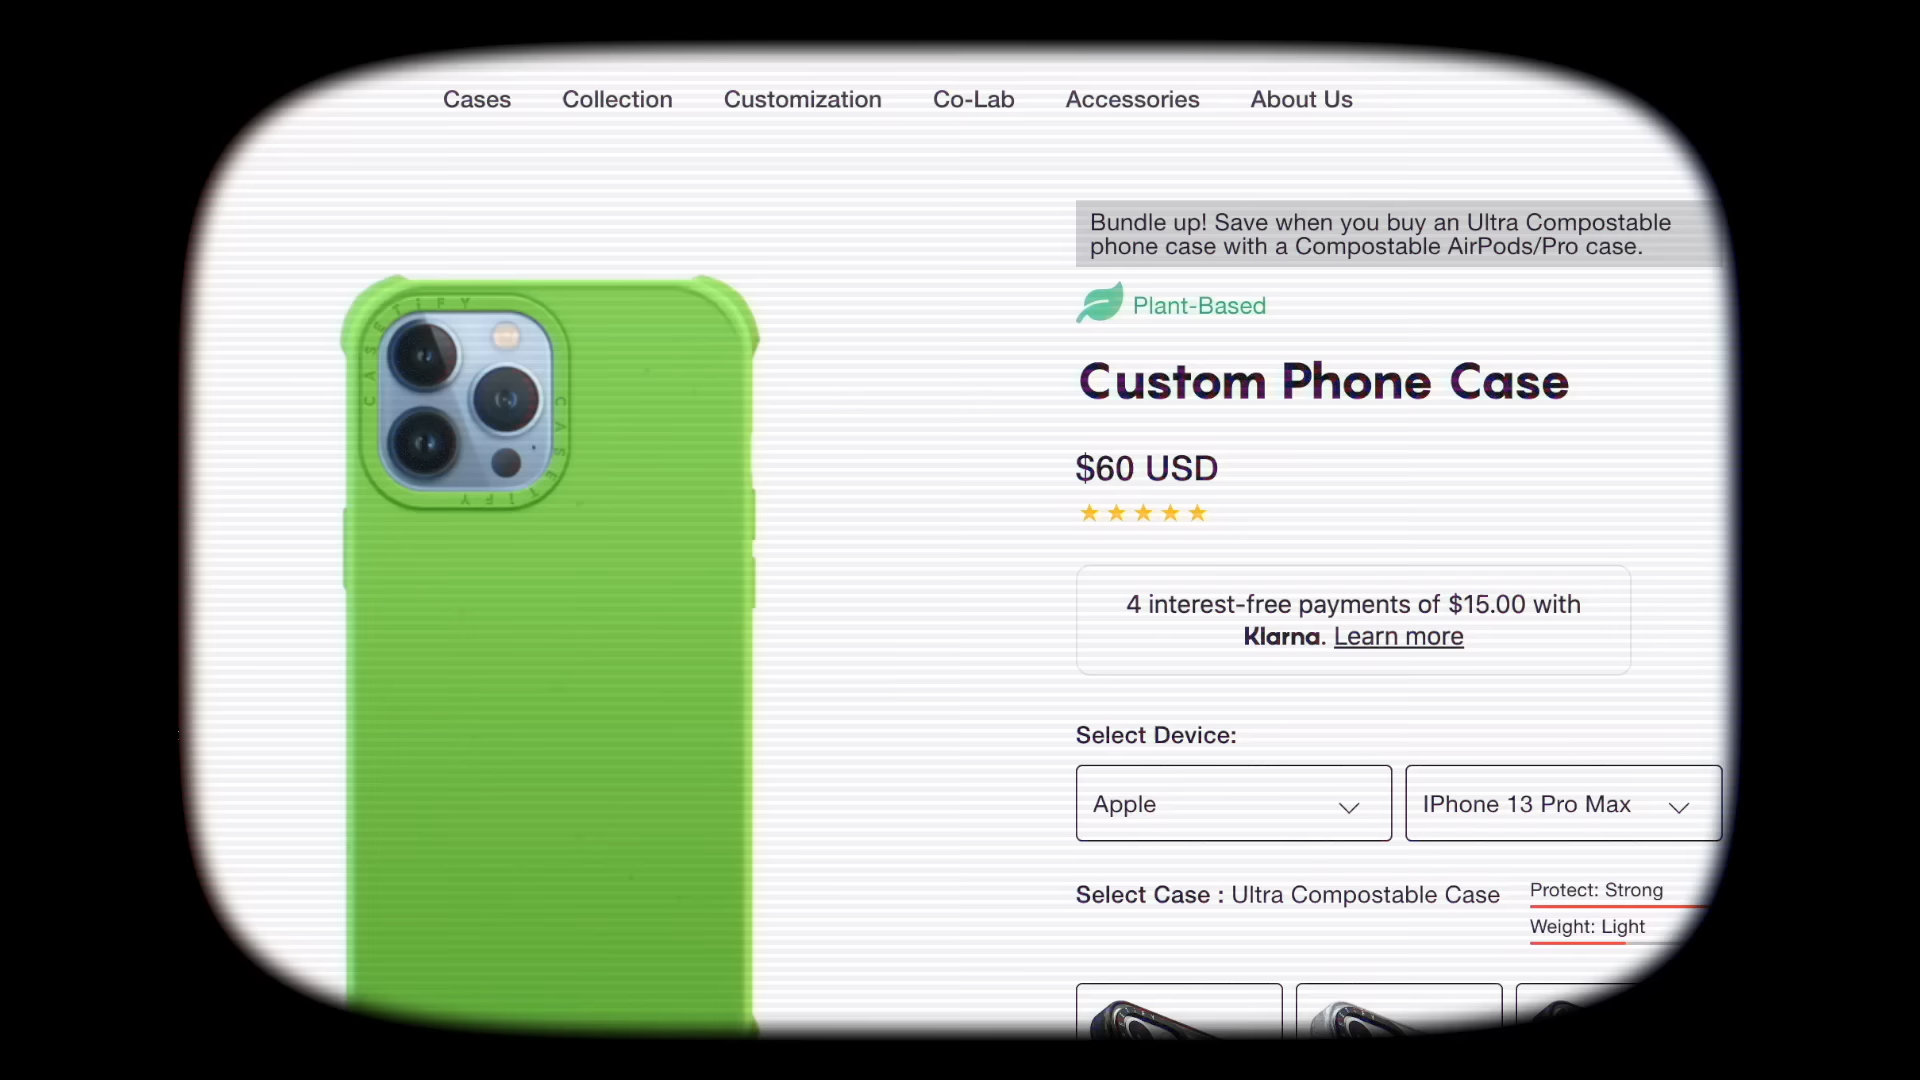 Cases Collection Customization Co-Lab Accessories About Us
CASETiFY
CASETiFY
Bundle up! Save when you buy an Ultra Compostable
phone case with a Compostable AirPods/Pro case.
Plant-Based
Custom Phone Case
$60 USD
4 interest-free payments of $15.00 with
Klarna. Learn more
Select Device:
Apple
IPhone 13 Pro Max
Select Case : Ultra Compostable Case
Protect: Strong
Weight: Light